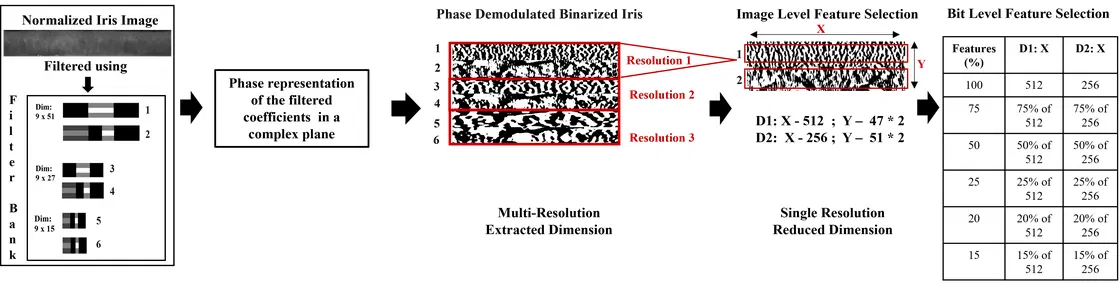 Normalized Iris Image
Filtered using
Filter Bank
Dim:
9 x 51
1
2
Dim:
9 x 27
3
4
Dim:
9 x 15
5
6
Phase representation
of the filtered
coefficients in a
complex plane
Phase Demodulated Binarized Iris
1
2
3
4
5
6
Resolution 1
Resolution 2
Resolution 3
Multi-Resolution
Extracted Dimension
Image Level Feature Selection
X
1
2
Y
D1: X - 512 ; Y – 47 * 2
D2: X - 256 ; Y – 51 * 2
Single Resolution
Reduced Dimension
Bit Level Feature Selection
Features (%) D1: X D2: X
100 512 256
75 75% of 512 75% of 256
50 50% of 512 50% of 256
25 25% of 512 25% of 256
20 20% of 512 20% of 256
15 15% of 512 15% of 256